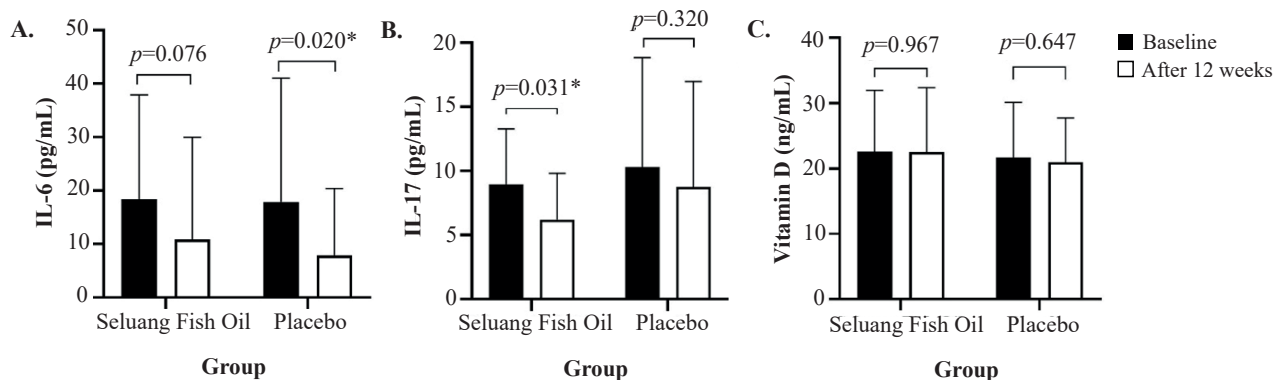 A.
50
40
30
20
10
0
IL-6 (pg/mL)
p=0.076
p=0.020*
Seluang Fish Oil
Placebo
Group
B.
20
15
10
5
0
IL-17 (pg/mL)
p=0.031*
p=0.320
Seluang Fish Oil
Placebo
Group
C.
40
30
20
10
0
Vitamin D (ng/mL)
p=0.967
p=0.647
Seluang Fish Oil
Placebo
Group
Baseline
After 12 weeks